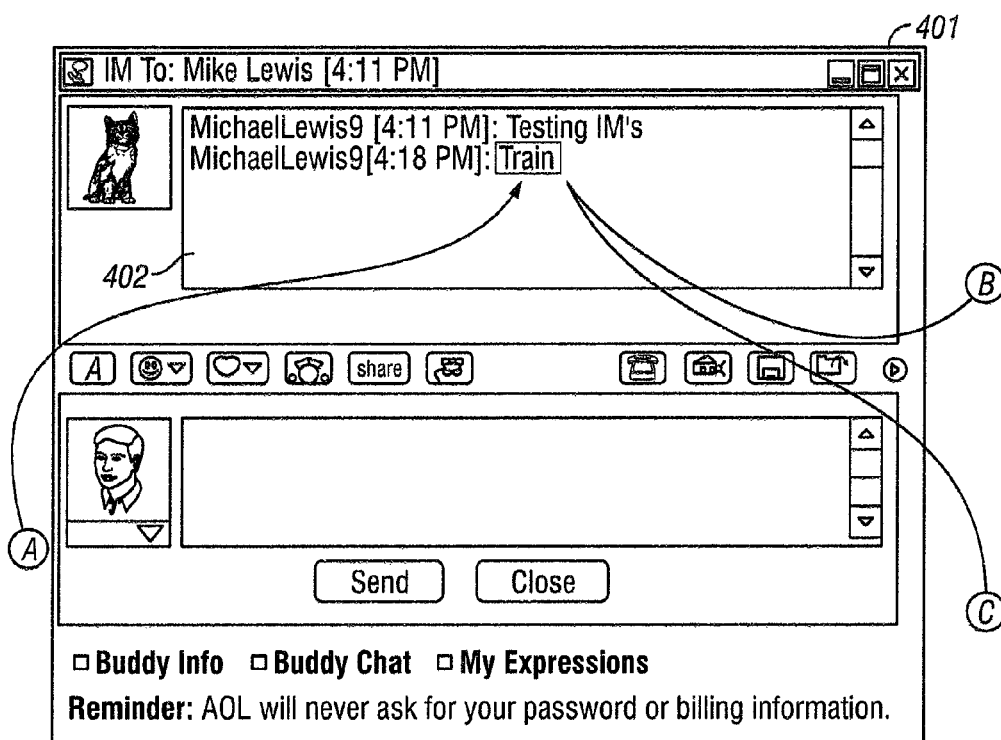 401
IM To: Mike Lewis [4:11 PM]
MichaelLewis9 [4:11 PM]: Testing IM's
MichaelLewis9[4:18 PM]: Train
402
B
A share
A
Send Close
C
Buddy Info Buddy Chat My Expressions
Reminder: AOL will never ask for your password or billing information.